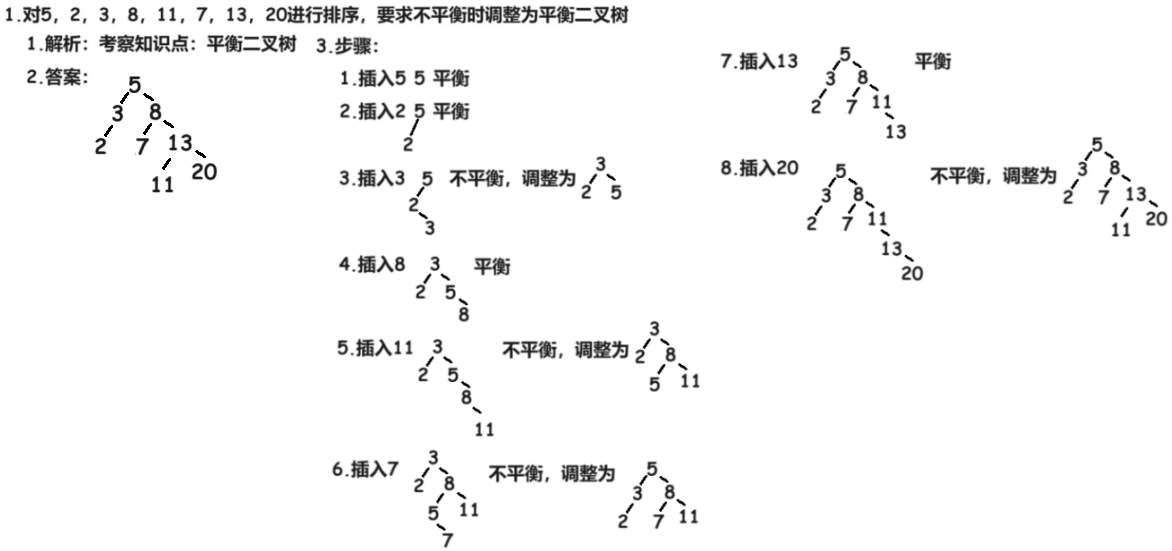 1.对5，2，3，8，11，7，13，20进行排序，要求不平衡时调整为平衡二叉树
1.解析：考察知识点：平衡二叉树
2.答案：
5
3 8
2 7 13
11 20
3.步骤：
1.插入5 5 平衡
2.插入2 5 平衡
2
3.插入3 5 不平衡，调整为 3
2 2 5
3
4.插入8 3 平衡
2 5
8
5.插入11 3 不平衡，调整为 3
2 5 2 8
8 5 11
11
6.插入7 3 不平衡，调整为 5
2 8 3 8
5 11 2 7 11
7
7.插入13 5 平衡
3 8
2 7 11
13
8.插入20 5 不平衡，调整为 5
3 8 3 8
2 7 11 2 7 13
13 11 20
20